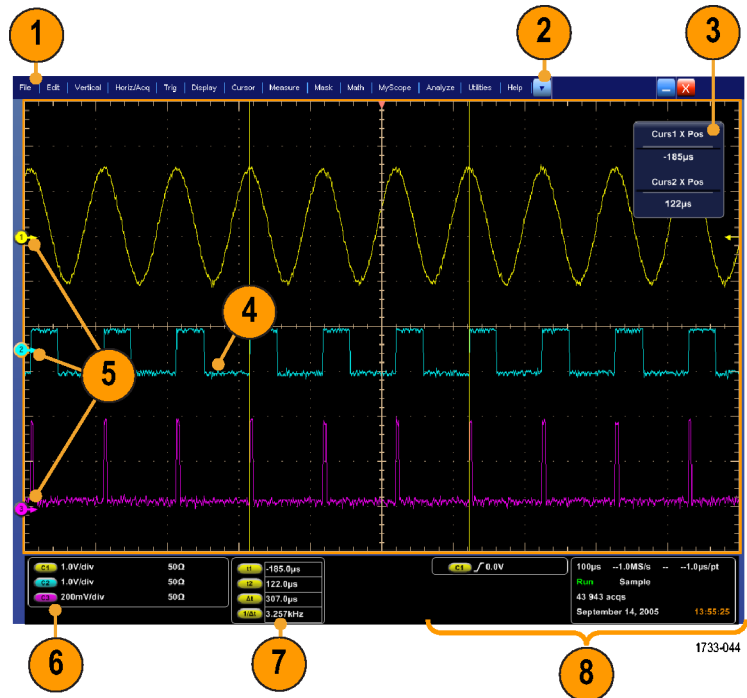 1
2
3
File | Edit | Vertical | Horiz/Acq | Trig | Display | Cursor | Measure | Mask | Math | MyScope | Analyze | Utilities | Help
X
Curs1 X Pos
-185µs
Curs2 X Pos
122µs
1
4
2
5
3
C1 1.0V/div 50Ω
C2 1.0V/div 50Ω
C3 200mV/div 50Ω
t1 -185.0µs
t2 122.0µs
Δt 307.0µs
1/Δt 3.257kHz
C1 0.0V
100µs --1.0MS/s -- --1.0µs/pt
Run Sample
43 943 acqs
September 14, 2005 13:55:25
1733-044
6
7
8